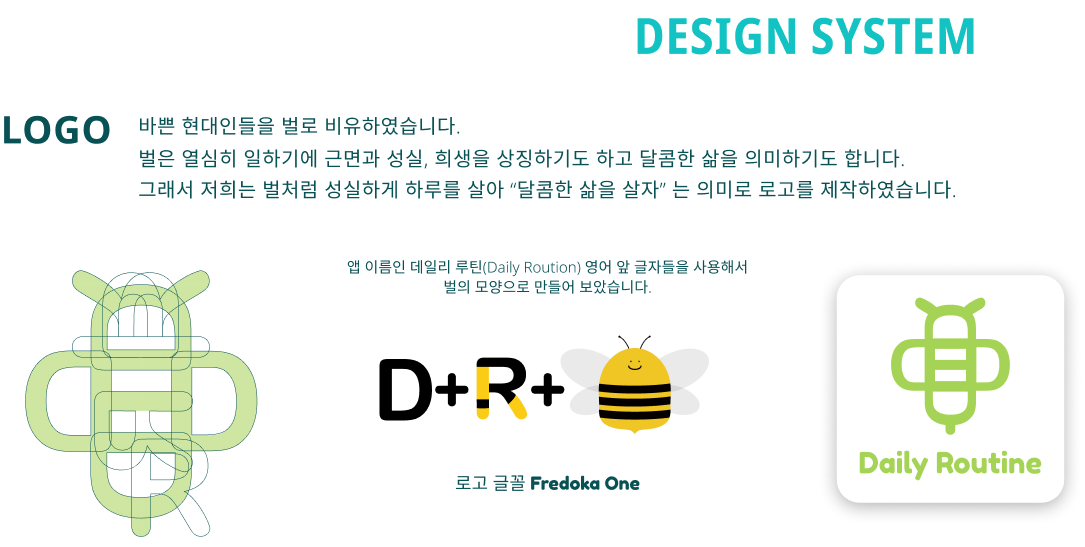 DESIGN SYSTEM
LOGO
바쁜 현대인들을 벌로 비유하였습니다.
벌은 열심히 일하기에 근면과 성실, 희생을 상징하기도 하고 달콤한 삶을 의미하기도 합니다.
그래서 저희는 벌처럼 성실하게 하루를 살아 “달콤한 삶을 살자” 는 의미로 로고를 제작하였습니다.
앱 이름인 데일리 루틴(Daily Roution) 영어 앞 글자들을 사용해서
벌의 모양으로 만들어 보았습니다.
D+R+
Daily Routine
로고 글꼴 Fredoka One